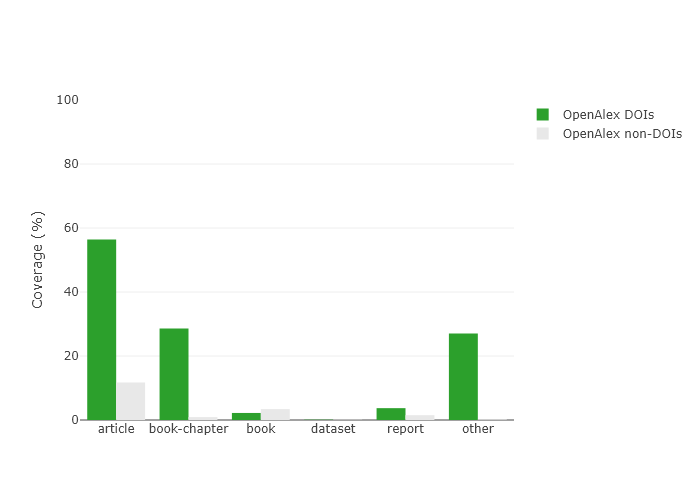 100
80
60
40
20
0
Coverage (%)
article
book-chapter
book
dataset
report
other
OpenAlex DOIs
OpenAlex non-DOIs